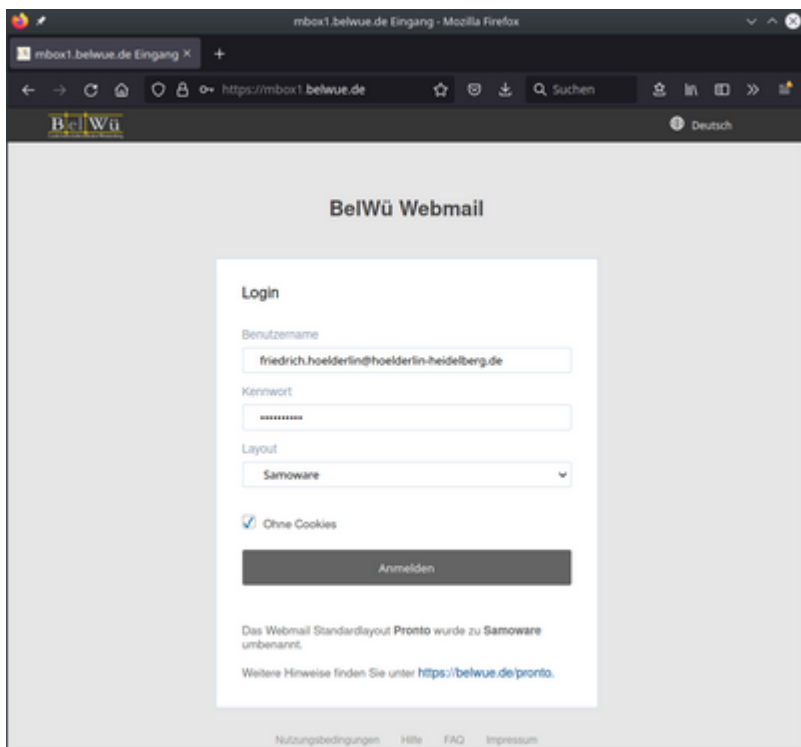 mbox1.belwue.de Eingang - Mozilla Firefox
mbox1.belwue.de Eingang
https://mbox1.belwue.de
Suchen
BelWü
Deutsch
BelWü Webmail
Login
Benutzername
friedrich.hoelderlin@hoelderlin-heidelberg.de
Kennwort
Layout
Samoware
Ohne Cookies
Anmelden
Das Webmail Standardlayout Pronto wurde zu Samoware
umbenannt.
Weitere Hinweise finden Sie unter https://belwue.de/pronto.
Nutzungsbedingungen Hilfe FAQ Impressum